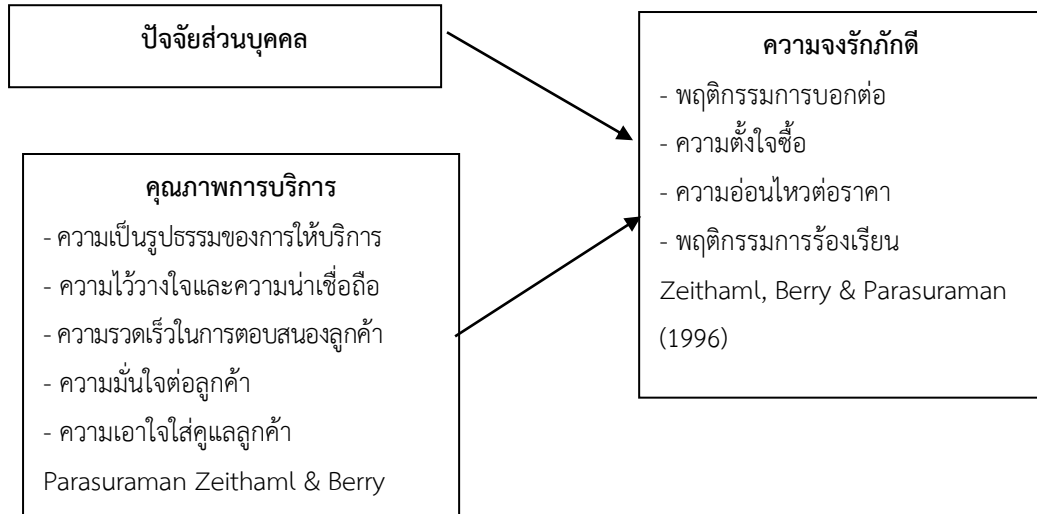 ปัจจัยส่วนบุคคล
คุณภาพการบริการ
- ความเป็นรูปธรรมของการให้บริการ
- ความไว้วางใจและความน่าเชื่อถือ
- ความรวดเร็วในการตอบสนองลูกค้า
- ความมั่นใจต่อลูกค้า
- ความเอาใจใส่ดูแลลูกค้า
Parasuraman Zeithaml & Berry
ความจงรักภักดี
- พฤติกรรมการบอกต่อ
- ความตั้งใจซื้อ
- ความอ่อนไหวต่อราคา
- พฤติกรรมการร้องเรียน
Zeithaml, Berry & Parasuraman
(1996)